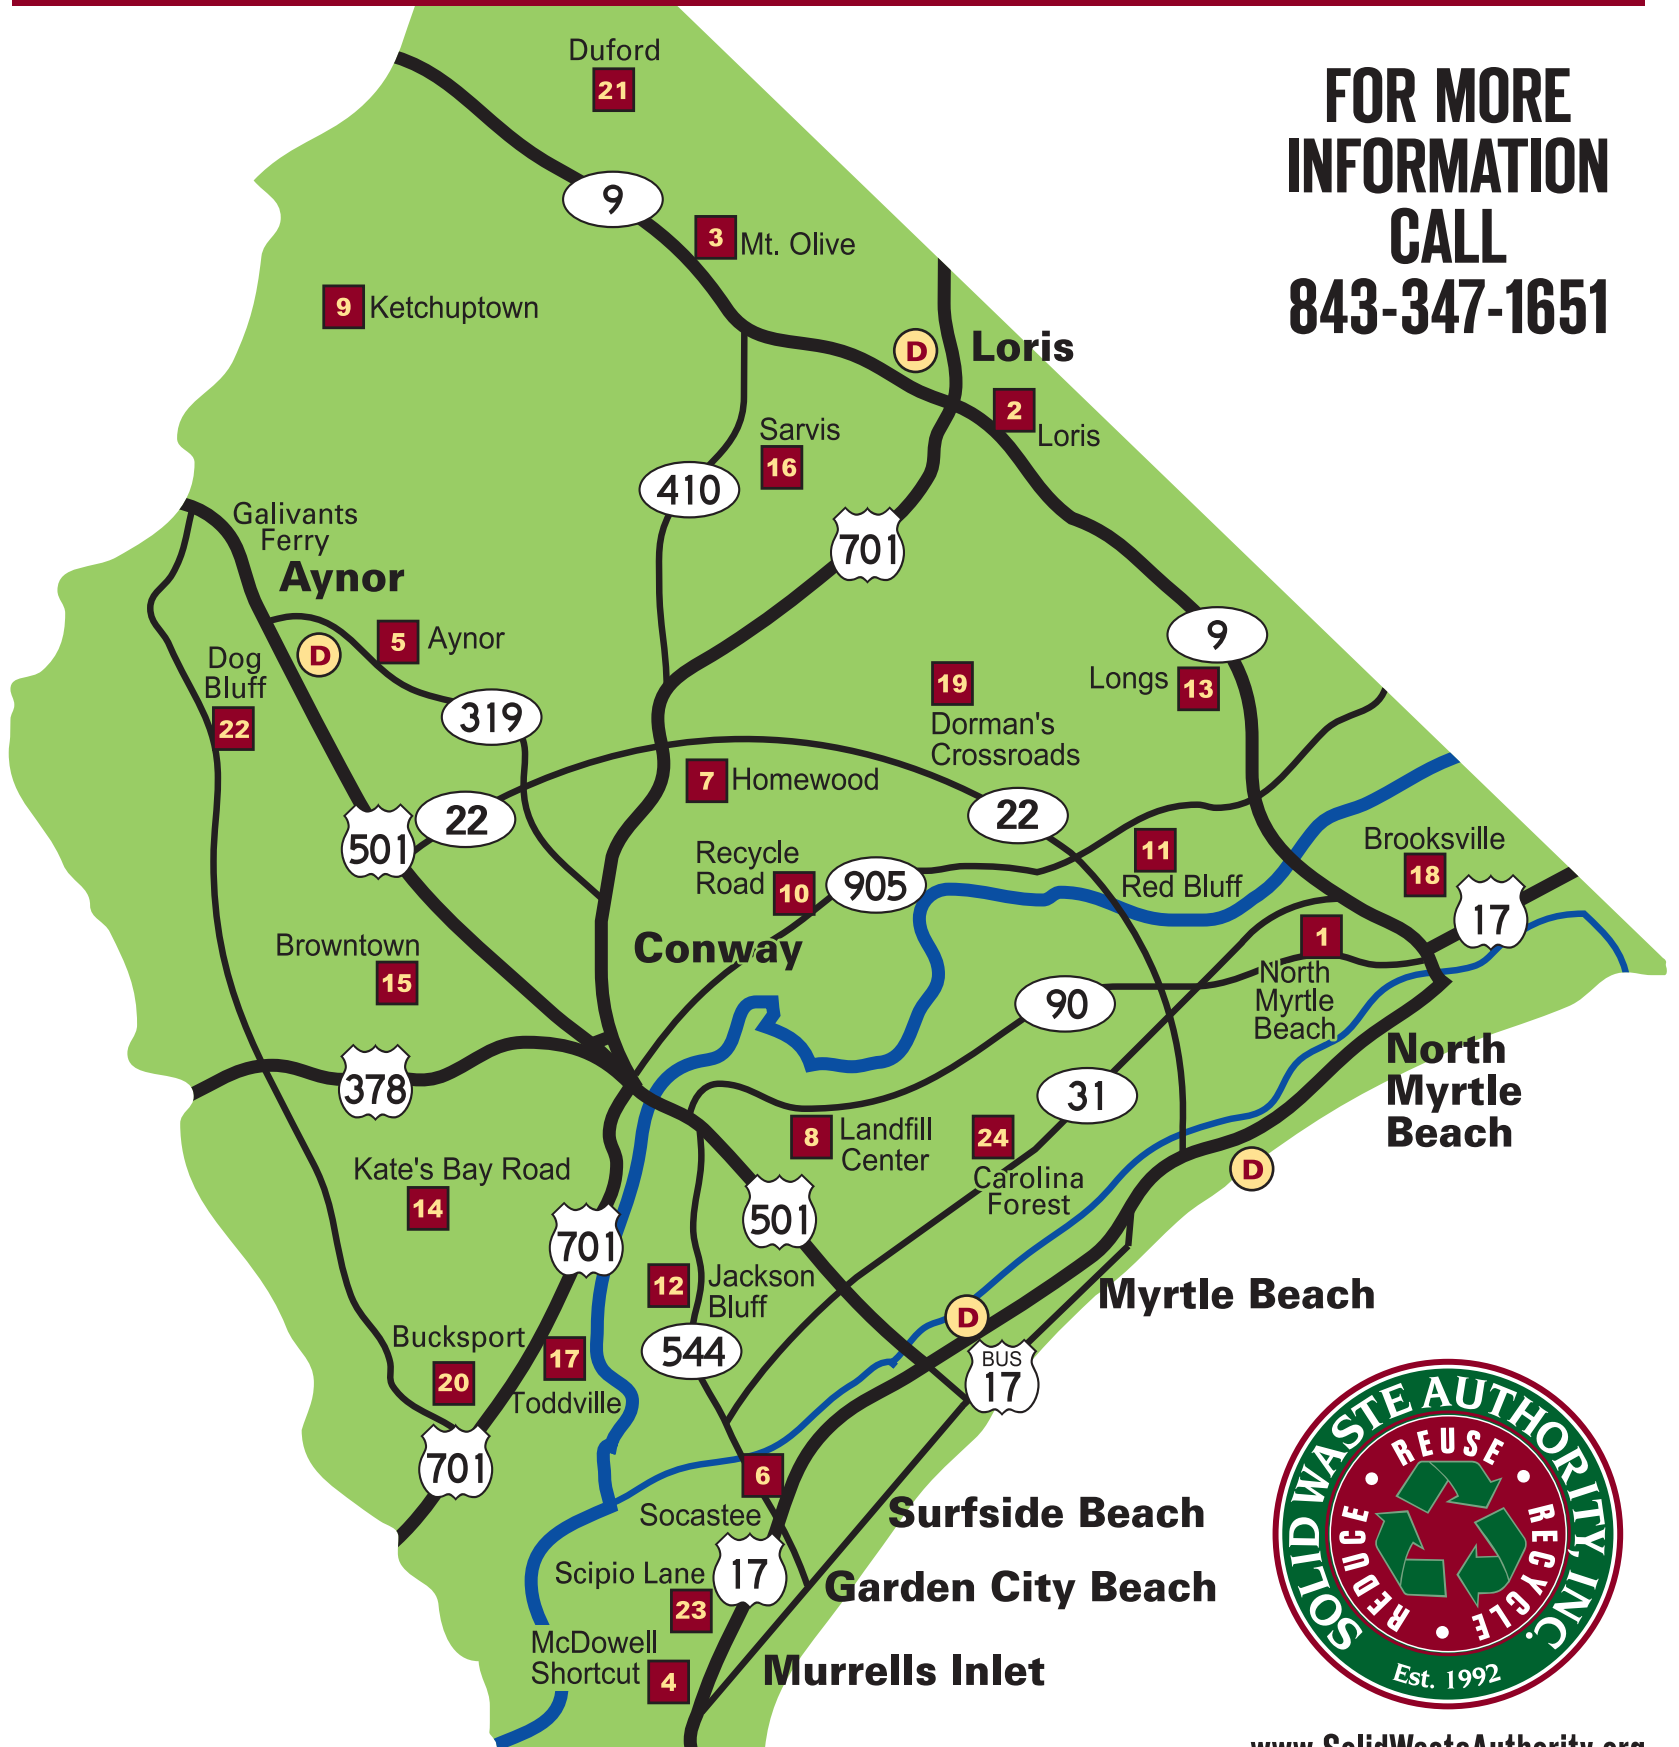 FOR MORE
INFORMATION
CALL
843-347-1651
Duford
21
9
3
Mt. Olive
9
Ketchuptown
D
Loris
2
Loris
Sarvis
16
410
701
Galivants
Ferry
Aynor
5
Aynor
D
Dog
Bluff
22
319
9
Longs
13
19
Dorman's
Crossroads
7
Homewood
22
22
501
Recycle
Road
10
905
11
Red Bluff
Brooksville
18
17
1
North
Myrtle
Beach
Conway
Browntown
15
90
North
Myrtle
Beach
378
31
8
Landfill
Center
24
Carolina
Forest
D
Kate's Bay Road
14
701
501
12
Jackson
Bluff
Myrtle Beach
D
544
BUS
17
Bucksport
20
17
Toddville
701
6
Socastee
Surfside Beach
Scipio Lane
17
23
Garden City Beach
McDowell
Shortcut
4
Murrells Inlet
SOLID WASTE AUTHORITY, INC.
REDUCE • REUSE • RECYCLE •
Est. 1992
www.SolidWasteAuthority.org